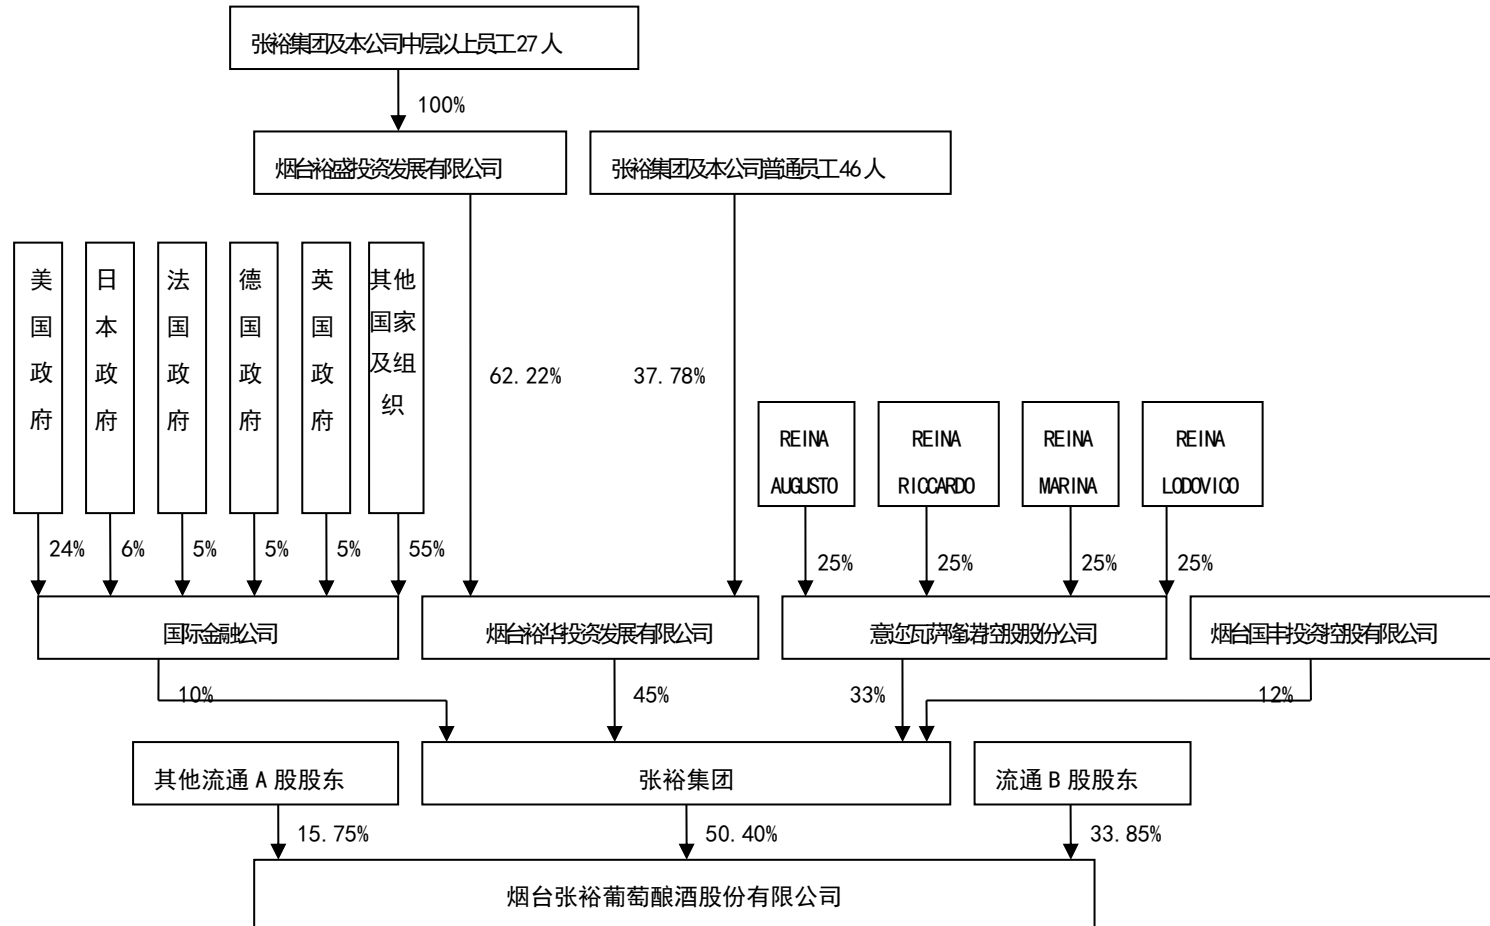 张裕集团及本公司中层以上员工27人
100%
烟台裕盛投资发展有限公司
张裕集团及本公司普通员工46人
美国政府
日本政府
法国政府
德国政府
英国政府
其他国家及组织
62.22%
37.78%
REINA
AUGUSTO
REINA
RICCARDO
REINA
MARINA
REINA
LODOVICO
24%
6%
5%
5%
5%
55%
25%
25%
25%
25%
国际金融公司
烟台裕华投资发展有限公司
意迩瓦萨隆诺控股股份公司
烟台国丰投资控股有限公司
10%
45%
33%
12%
其他流通A股股东
张裕集团
流通B股股东
15.75%
50.40%
33.85%
烟台张裕葡萄酿酒股份有限公司